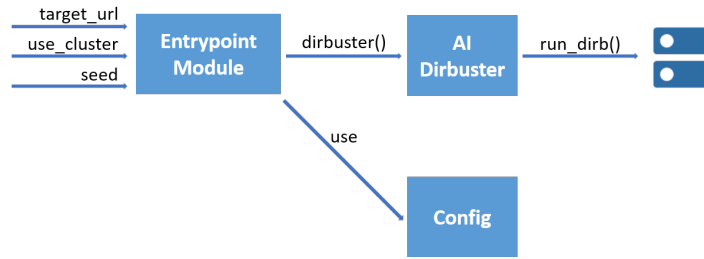 target_url
use_cluster
seed
Entrypoint
Module
dirbuster()
AI
Dirbuster
run_dirb()
use
Config